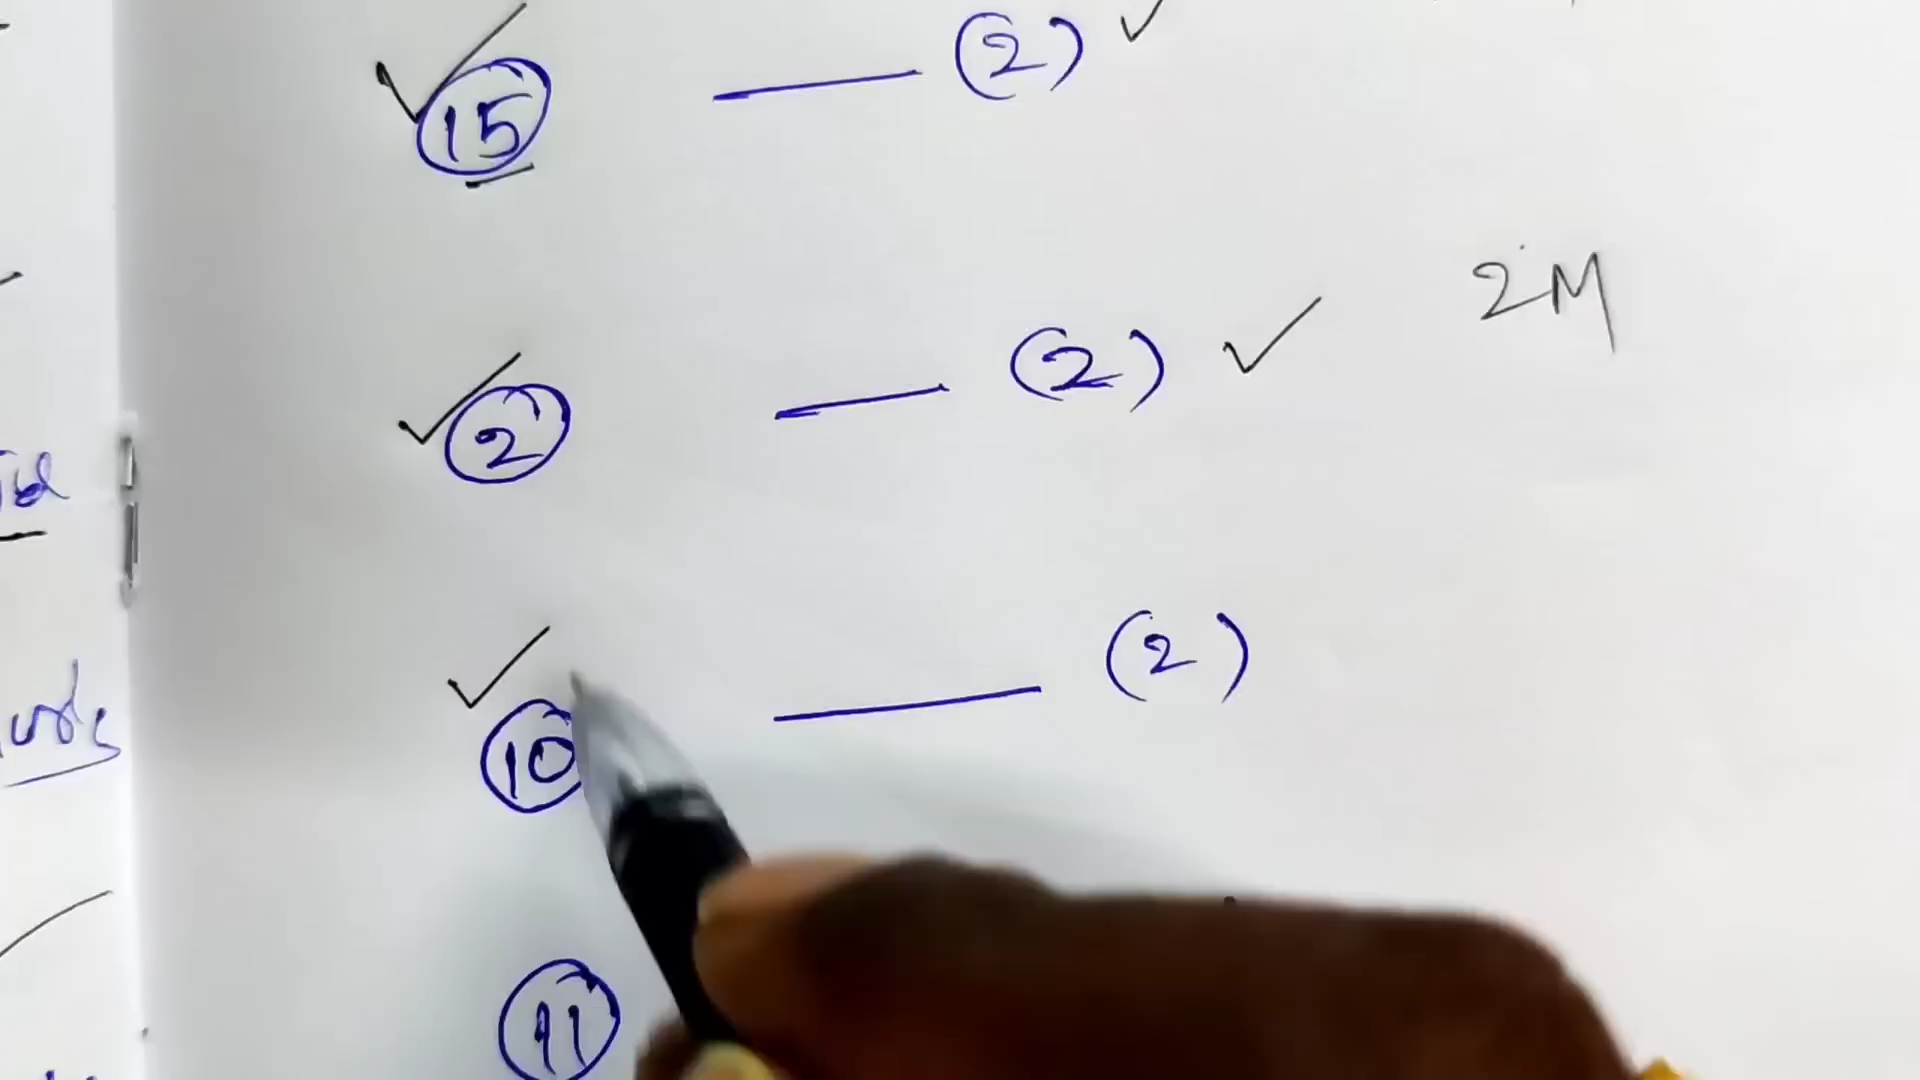 15 — (2) ✓
2M
2 — (2) ✓
10 — (2)
11